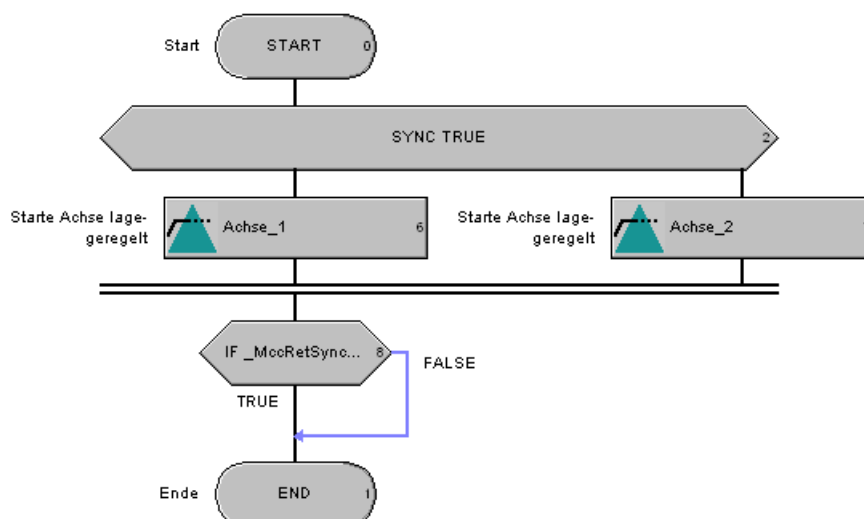 Start
START
0
SYNC TRUE
2
Starte Achse lage-
geregelt
Achse_1
6
Starte Achse lage-
geregelt
Achse_2
IF _MccRetSync...
8
FALSE
TRUE
Ende
END
1